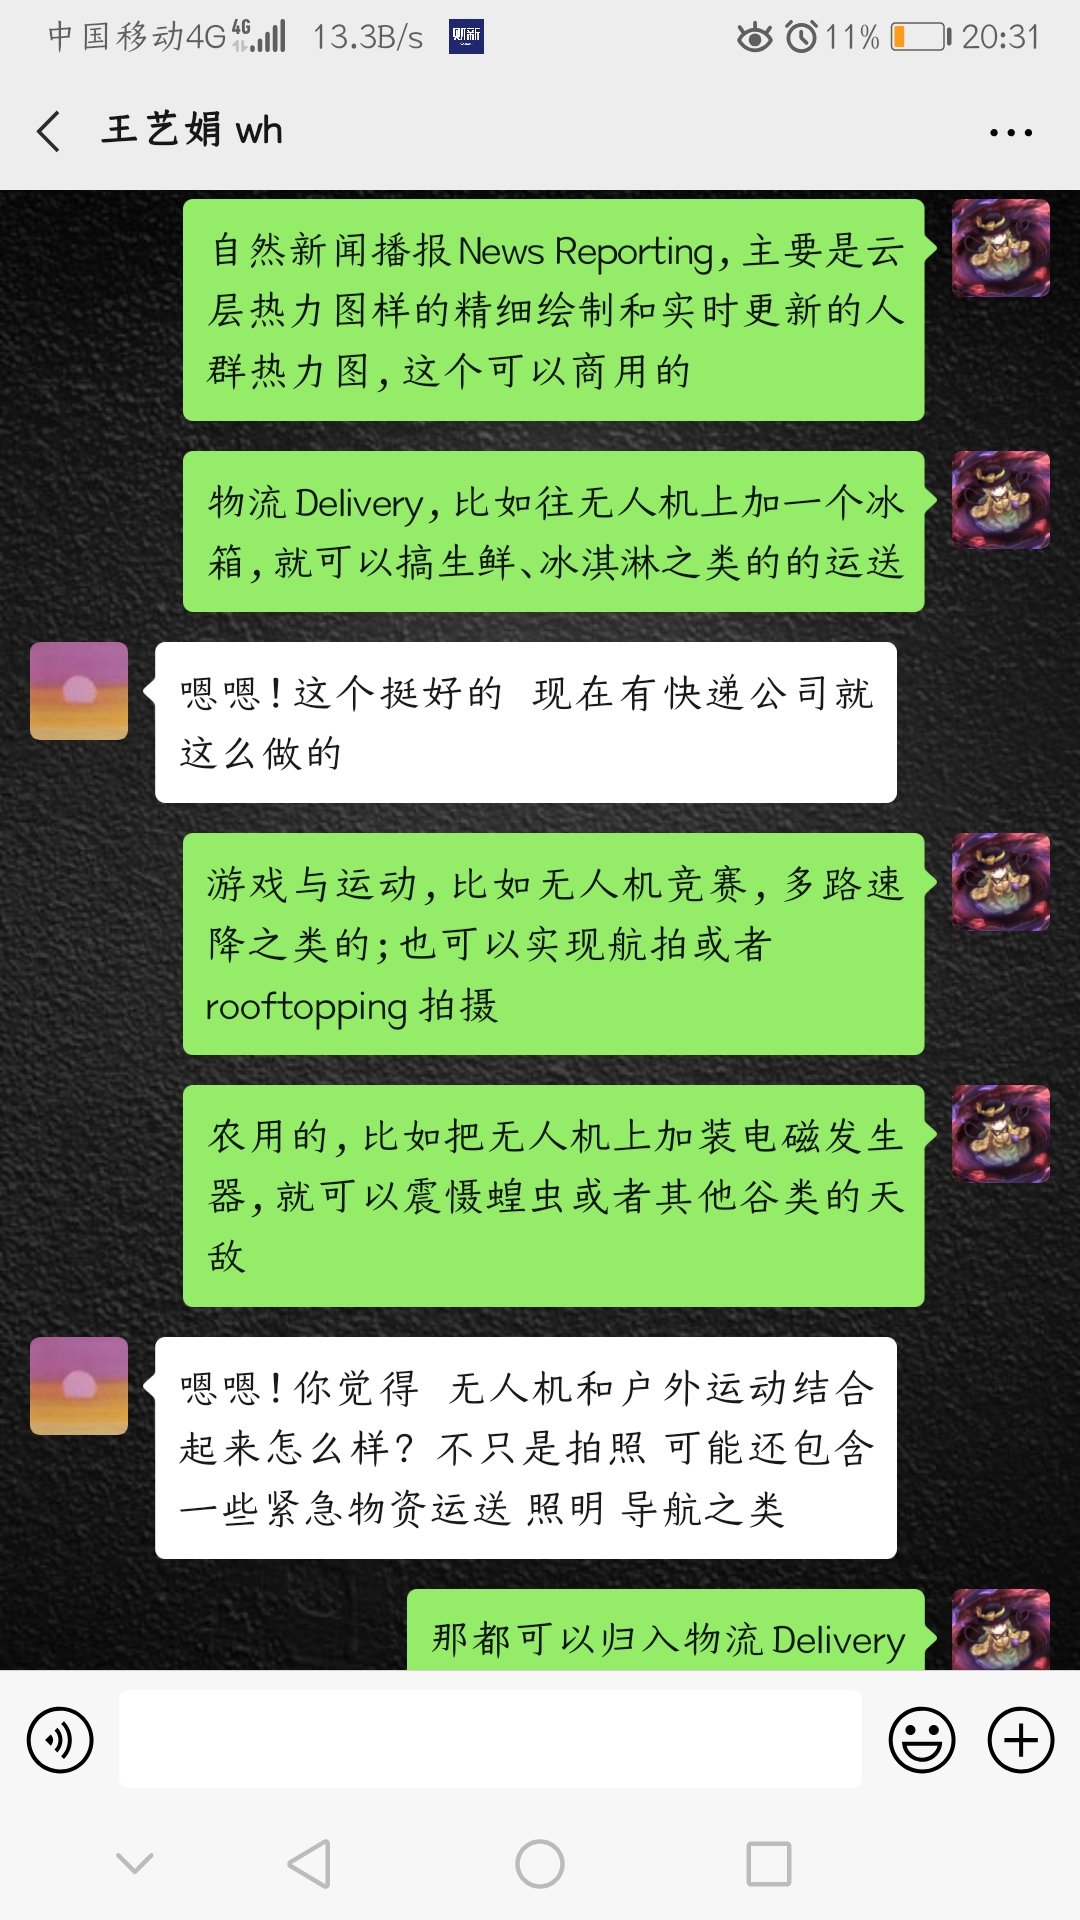 中国移动4G 4G 13.3B/s 财新 11% 20:31
王艺娟 wh
自然新闻播报News Reporting,主要是云
层热力图样的精细绘制和实时更新的人
群热力图,这个可以商用的
物流Delivery,比如往无人机上加一个冰
箱,就可以搞生鲜、冰淇淋之类的的运送
嗯嗯!这个挺好的 现在有快递公司就
这么做的
游戏与运动,比如无人机竞赛,多路速
降之类的;也可以实现航拍或者
rooftopping拍摄
农用的,比如把无人机上加装电磁发生
器,就可以震慑蝗虫或者其他谷类的天
敌
嗯嗯!你觉得 无人机和户外运动结合
起来怎么样? 不只是拍照 可能还包含
一些紧急物资运送 照明 导航之类
那都可以归入物流Delivery